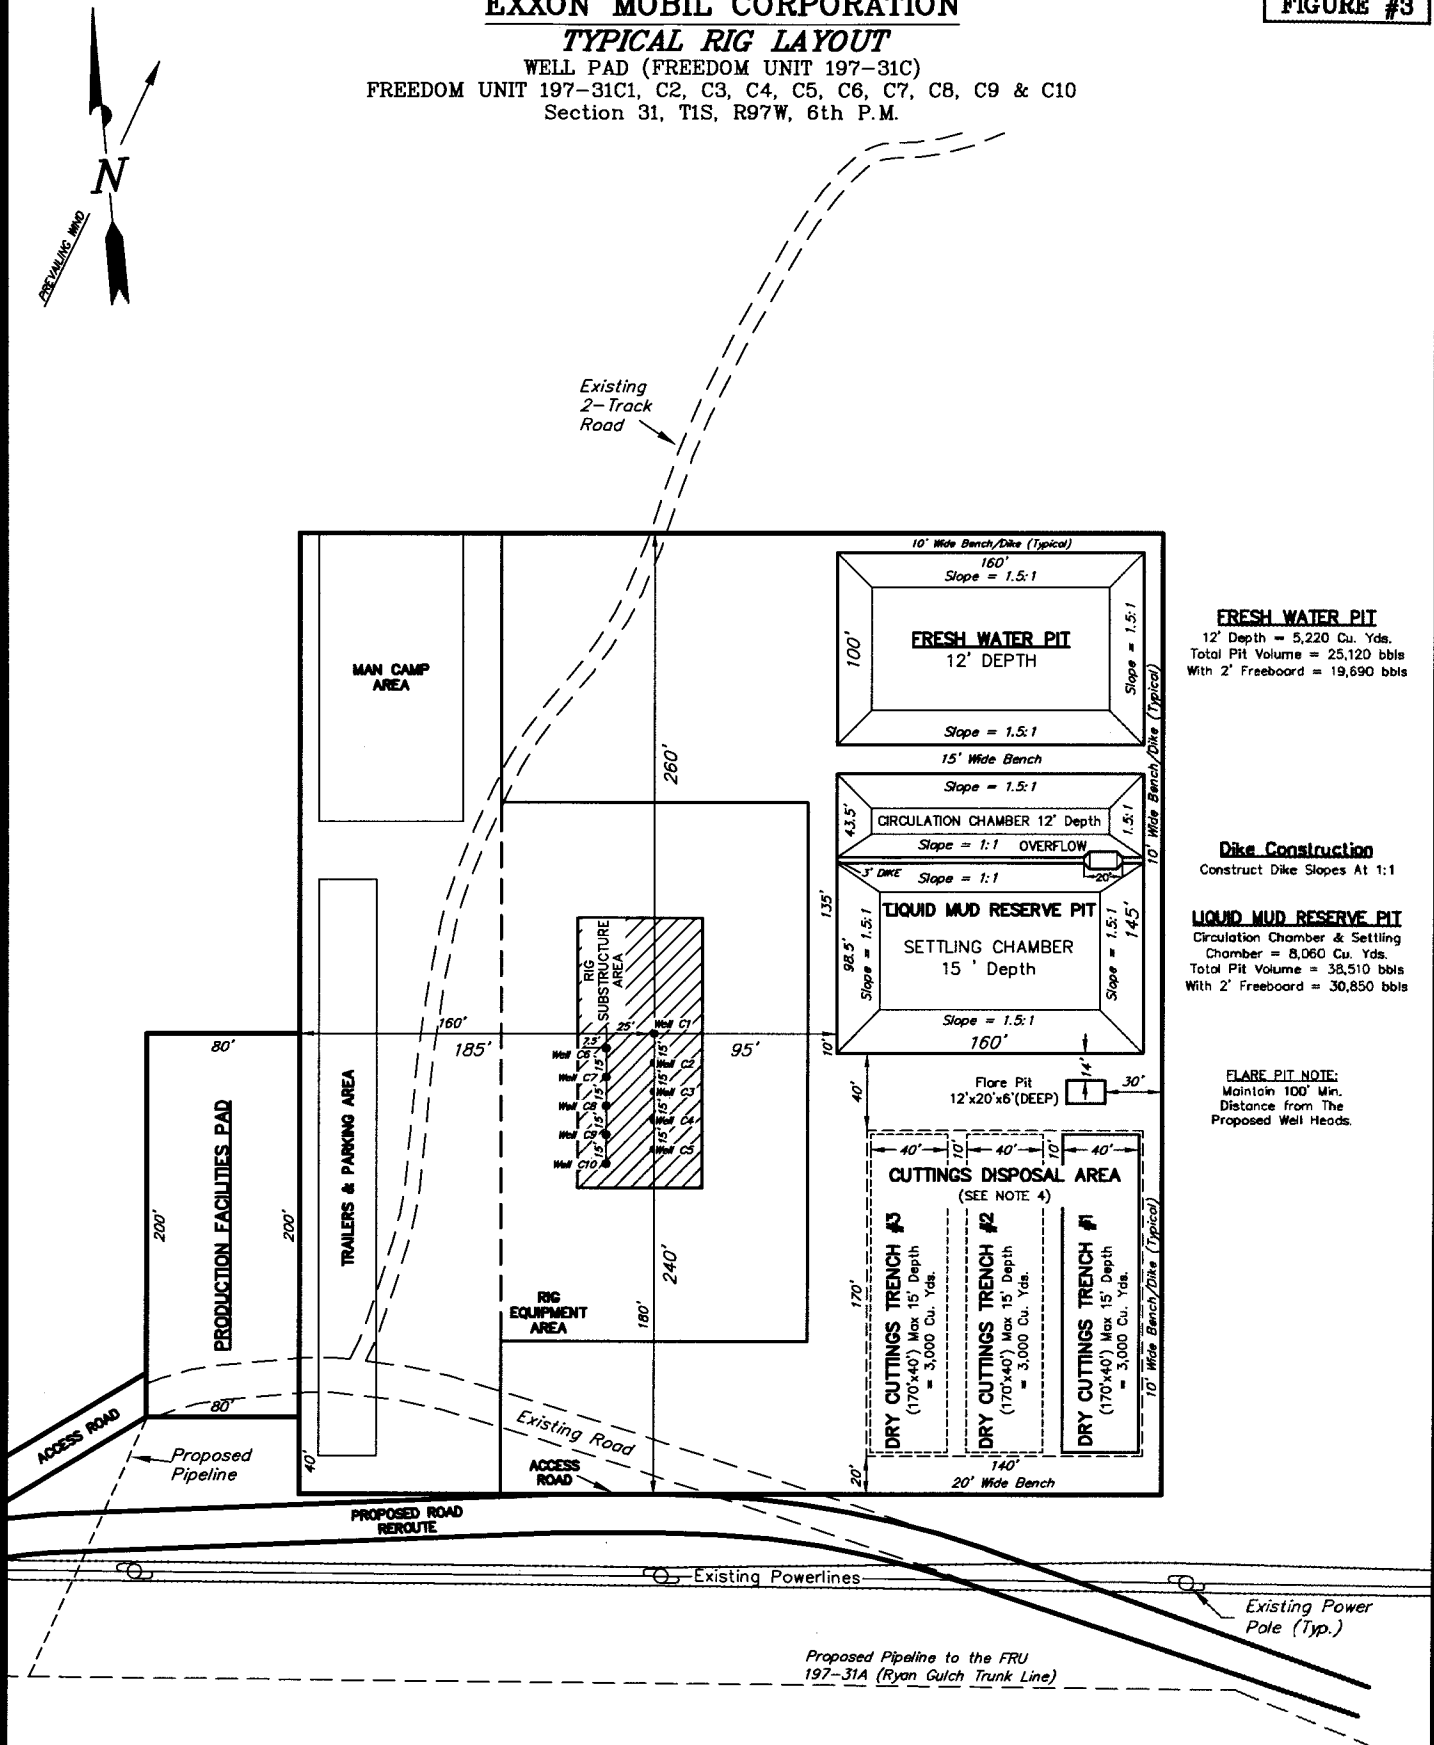 EXXON MOBIL CORPORATION
FIGURE #3
TYPICAL RIG LAYOUT
WELL PAD (FREEDOM UNIT 197-31C)
FREEDOM UNIT 197-31C1, C2, C3, C4, C5, C6, C7, C8, C9 & C10
Section 31, T1S, R97W, 6th P.M.
N
PREVAILING WIND
Existing
2-Track
Road
10' Wide Bench/Dike (Typical)
160'
Slope = 1.5:1
FRESH WATER PIT
12' DEPTH
100'
Slope = 1.5:1
Slope = 1.5:1
15' Wide Bench
10' Wide Bench/Dike (Typical)
FRESH WATER PIT
12' Depth = 5,220 Cu. Yds.
Total Pit Volume = 25,120 bbls
With 2' Freeboard = 19,690 bbls
MAN CAMP
AREA
260'
Slope = 1.5:1
43.5'
CIRCULATION CHAMBER 12' Depth
1.5:1
Slope = 1:1 OVERFLOW
3' DIKE
Slope = 1:1
20'
Dike Construction
Construct Dike Slopes At 1:1
135'
LIQUID MUD RESERVE PIT
SETTLING CHAMBER
15 ' Depth
98.5'
Slope = 1.5:1
Slope = 1.5:1
145'
Slope = 1.5:1
160'
LIQUID MUD RESERVE PIT
Circulation Chamber & Settling
Chamber = 8,060 Cu. Yds.
Total Pit Volume = 38,510 bbls
With 2' Freeboard = 30,850 bbls
RIG
SUBSTRUCTURE
AREA
160'
185'
25'
Well C1
95'
10'
7.5'
Well C6
15'
15'
Well C2
Well C7
15'
15'
Well C3
Well C8
15'
15'
Well C4
Well C9
15'
15'
Well C5
Well C10
80'
PRODUCTION FACILITIES PAD
200'
200'
80'
TRAILERS & PARKING AREA
40'
14'
Flare Pit
12'x20'x6'(DEEP)
30'
40'
FLARE PIT NOTE:
Maintain 100' Min.
Distance from The
Proposed Well Heads.
40'
10'
40'
10'
40'
CUTTINGS DISPOSAL AREA
(SEE NOTE 4)
DRY CUTTINGS TRENCH #3
(170'x40') Max 15' Depth
= 3,000 Cu. Yds.
DRY CUTTINGS TRENCH #2
(170'x40') Max 15' Depth
= 3,000 Cu. Yds.
DRY CUTTINGS TRENCH #1
(170'x40') Max 15' Depth
= 3,000 Cu. Yds.
170'
10' Wide Bench/Dike (Typical)
240'
180'
RIG
EQUIPMENT
AREA
20'
140'
20' Wide Bench
ACCESS ROAD
Proposed
Pipeline
Existing Road
ACCESS
ROAD
PROPOSED ROAD
REROUTE
Existing Powerlines
Existing Power
Pole (Typ.)
Proposed Pipeline to the FRU
197-31A (Ryan Gulch Trunk Line)